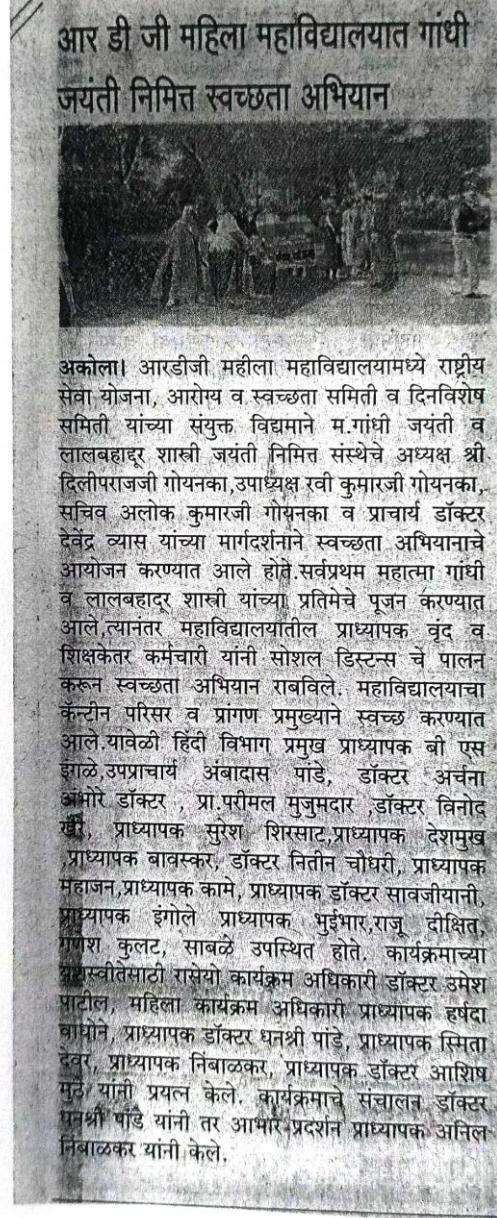 आर डी जी महिला महाविद्यालयात गांधी
जयंती निमित्त स्वच्छता अभियान
अकोला। आरडीजी महीला महाविद्यालयामध्ये राष्ट्रीय
सेवा योजना, आरोग्य व स्वच्छता समिती व दिनविशेष
समिती यांच्या संयुक्त विद्यमाने म.गांधी जयंती व
लालबहाद्दूर शास्त्री जयंती निमित्त संस्थेचे अध्यक्ष श्री.
दिलीपराजजी गोयनका,उपाध्यक्ष रवी कुमारजी गोयनका,
सचिव अलोक कुमारजी गोयनका व प्राचार्य डॉक्टर
देवेंद्र व्यास यांच्या मार्गदर्शनाने स्वच्छता अभियानाचे
आयोजन करण्यात आले होते.सर्वप्रथम महात्मा गांधी
व लालबहादूर शास्त्री यांच्या प्रतिमेचे पूजन करण्यात
आले,त्यानंतर महाविद्यालयातील प्राध्यापक वृंद व
शिक्षकेतर कर्मचारी यांनी सोशल डिस्टन्स चे पालन
करून स्वच्छता अभियान राबविले. महाविद्यालयाचा
कॅन्टीन परिसर व प्रांगण प्रमुख्याने स्वच्छ करण्यात
आले.यावेळी हिंदी विभाग प्रमुख प्राध्यापक बी एस
इंगळे,उपप्राचार्य अंबादास पांडे, डॉक्टर अर्चना
अंभोरे डॉक्टर , प्रा.परीमल मुजुमदार ,डॉक्टर विनोद
खैरे, प्राध्यापक सुरेश शिरसाट,प्राध्यापक देशमुख
,प्राध्यापक बावस्कर, डॉक्टर नितीन चौधरी, प्राध्यापक
महाजन,प्राध्यापक कामे, प्राध्यापक डॉक्टर सावजीयानी,
प्राध्यापक इंगोले प्राध्यापक भुईभार,राजू दीक्षित,
गणेश कुलट, साबळे उपस्थित होते. कार्यक्रमाच्या
यशस्वीतेसाठी रासेयो कार्यक्रम अधिकारी डॉक्टर उमेश
पाटील, महिला कार्यक्रम अधिकारी प्राध्यापक हर्षदा
वाघोने, प्राध्यापक डॉक्टर धनश्री पांडे, प्राध्यापक स्मिता
देवर, प्राध्यापक निंबाळकर, प्राध्यापक डॉक्टर आशिष
मुठे यांनी प्रयत्न केले. कार्यक्रमाचे संचालन डॉक्टर
धनश्री पांडे यांनी तर आभार प्रदर्शन प्राध्यापक अनिल
निंबाळकर यांनी केले.